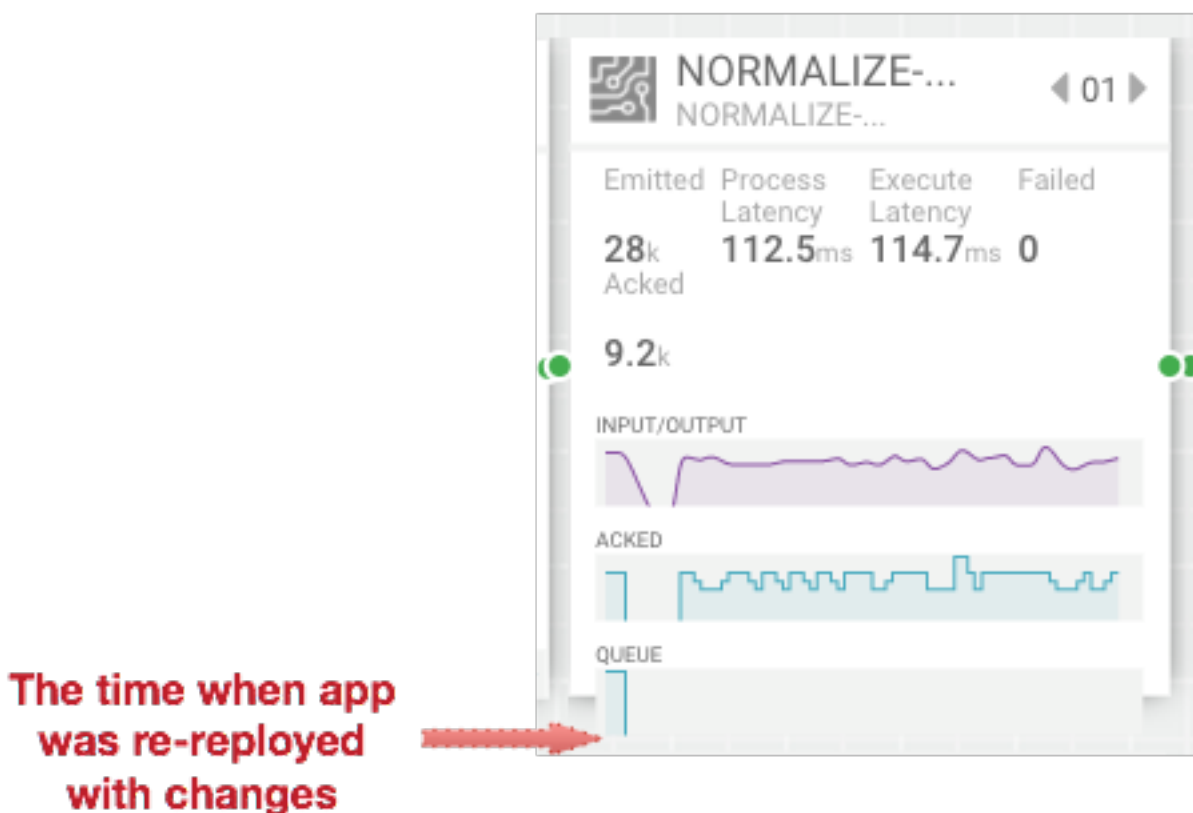 NORMALIZE-...
01
NORMALIZE-...
Emitted Process Latency Execute Latency Failed
28k 112.5ms 114.7ms 0
Acked
9.2k
INPUT/OUTPUT
ACKED
QUEUE
The time when app
was re-reployed
with changes